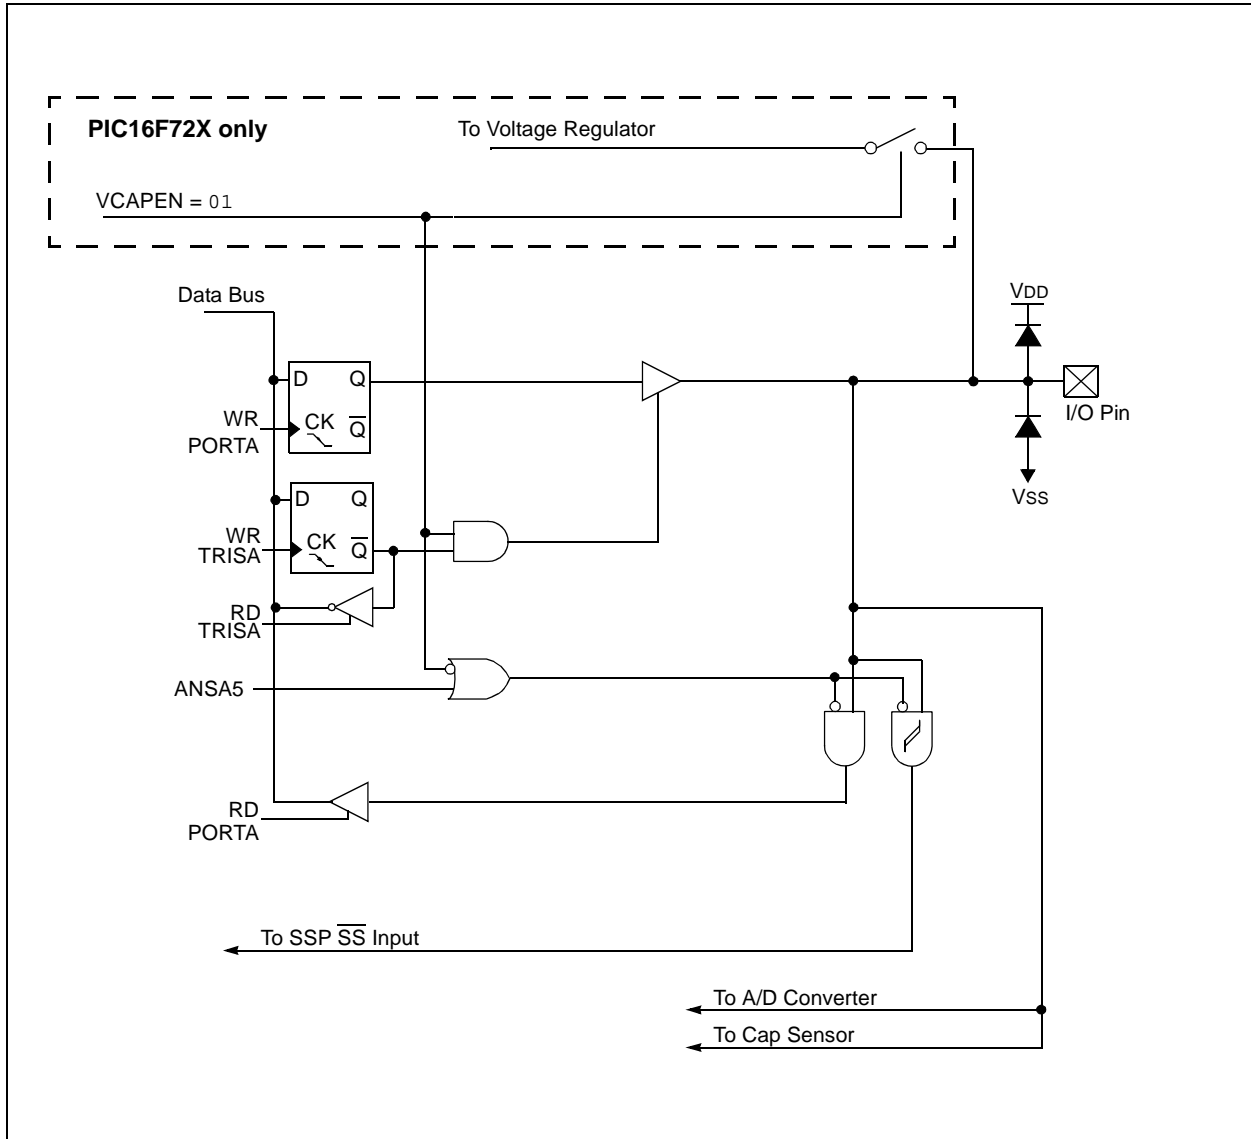 PIC16F72X only
To Voltage Regulator
VCAPEN = 01
Data Bus
VDD
D Q
WR
PORTA
CK Q̅
I/O Pin
VSS
D Q
WR
TRISA
CK Q̅
RD
TRISA
ANSA5
RD
PORTA
To SSP S̅S̅ Input
To A/D Converter
To Cap Sensor